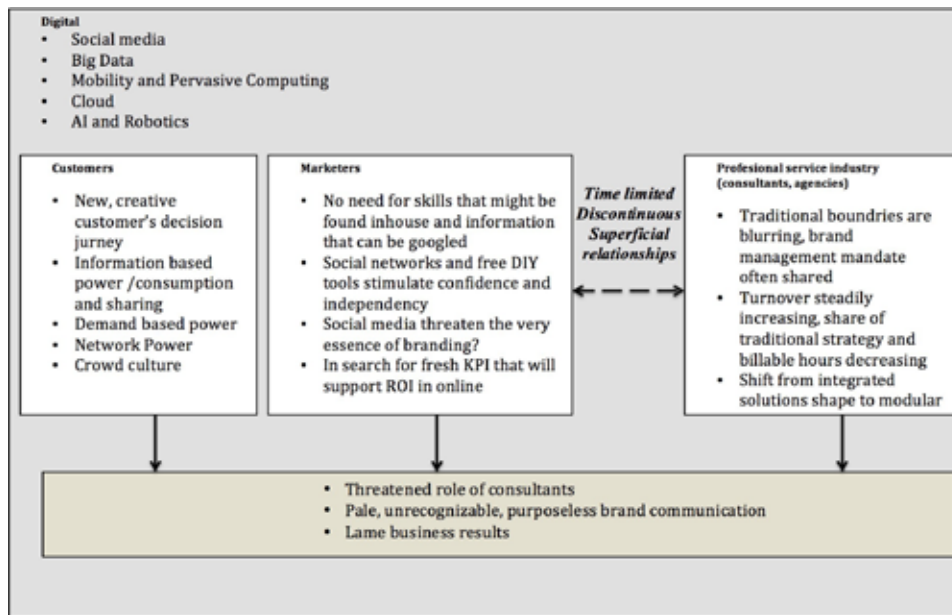 Digital
• Social media
• Big Data
• Mobility and Pervasive Computing
• Cloud
• AI and Robotics
Customers
• New, creative
customer's decision
jurney
• Information based
power /consumption
and sharing
• Demand based power
• Network Power
• Crowd culture
Marketers
• No need for skills that might be
found inhouse and information
that can be googled
• Social networks and free DIY
tools stimulate confidence and
independency
• Social media threaten the very
essence of branding?
• In search for fresh KPI that will
support ROI in online
Time limited
Discontinuous
Superficial
relationships
Profesional service industry
(consultants, agencies)
• Traditional boundries are
blurring, brand
management mandate
often shared
• Turnover steadily
increasing, share of
traditional strategy and
billable hours decreasing
• Shift from integrated
solutions shape to modular
• Threatened role of consultants
• Pale, unrecognizable, purposeless brand communication
• Lame business results